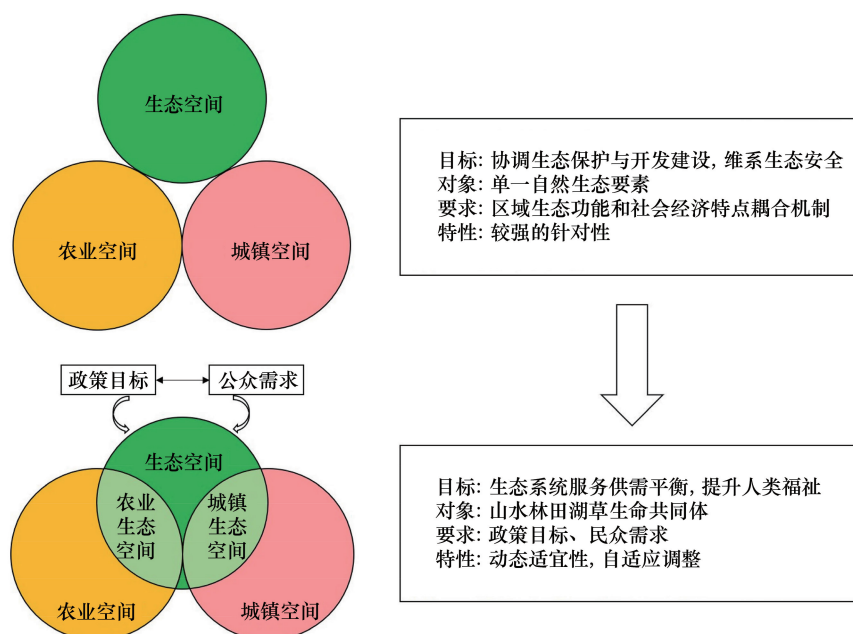 生态空间
农业空间
城镇空间
目标: 协调生态保护与开发建设, 维系生态安全
对象: 单一自然生态要素
要求: 区域生态功能和社会经济特点耦合机制
特性: 较强的针对性
政策目标
公众需求
生态空间
农业
生态
空间
城镇
生态
空间
农业空间
城镇空间
目标: 生态系统服务供需平衡, 提升人类福祉
对象: 山水林田湖草生命共同体
要求: 政策目标、民众需求
特性: 动态适宜性, 自适应调整